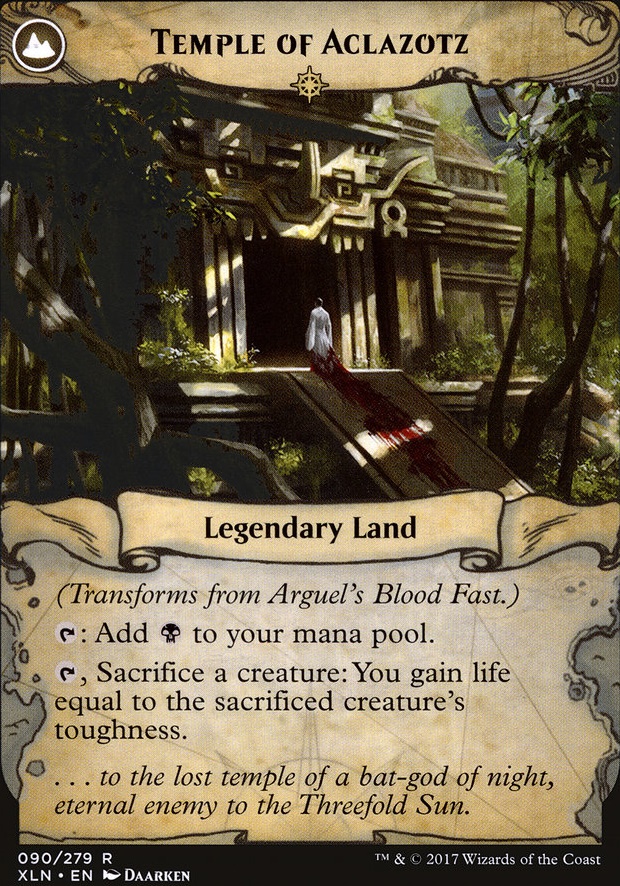 Temple of Aclazotz
Legendary Land
(Transforms from Arguel's Blood Fast.)
: Add to your mana pool.
, Sacrifice a creature: You gain life
equal to the sacrificed creature's
toughness.
. . . to the lost temple of a bat-god of night,
eternal enemy to the Threefold Sun.
090/279 R
XLN • EN Daarken
™ & © 2017 Wizards of the Coast